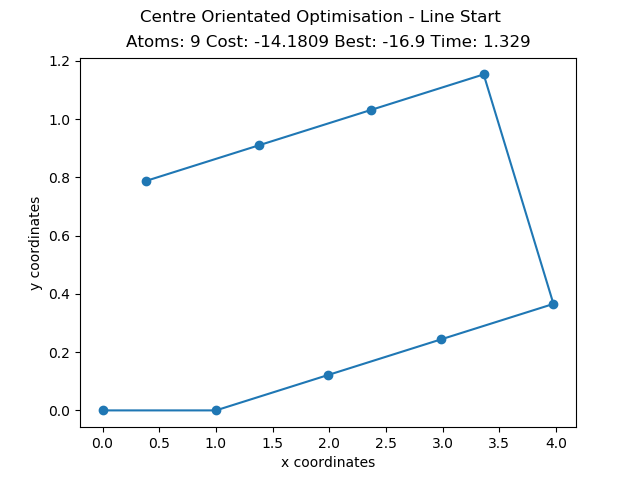 Centre Orientated Optimisation - Line Start
Atoms: 9 Cost: -14.1809 Best: -16.9 Time: 1.329
1.2
1.0
0.8
0.6
0.4
0.2
0.0
y coordinates
0.0 0.5 1.0 1.5 2.0 2.5 3.0 3.5 4.0
x coordinates